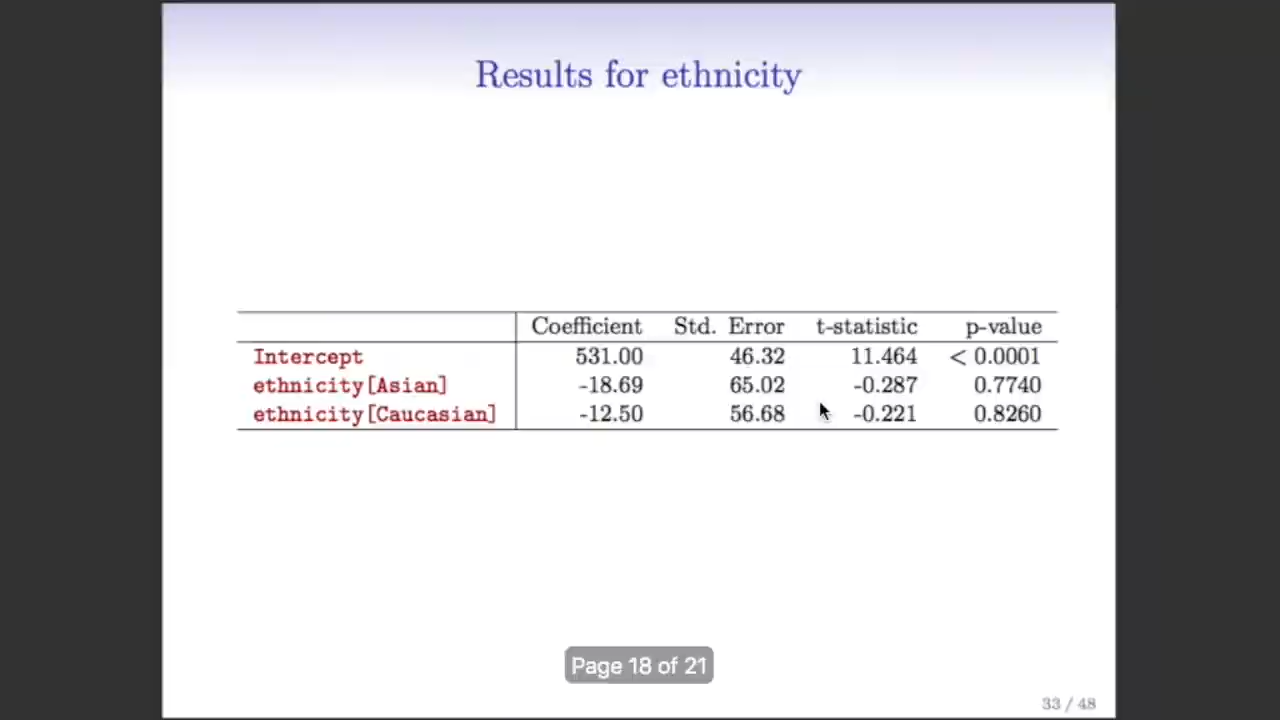 Results for ethnicity
Coefficient Std. Error t-statistic p-value
Intercept 531.00 46.32 11.464 < 0.0001
ethnicity[Asian] -18.69 65.02 -0.287 0.7740
ethnicity[Caucasian] -12.50 56.68 -0.221 0.8260
Page 18 of 21
33 / 48